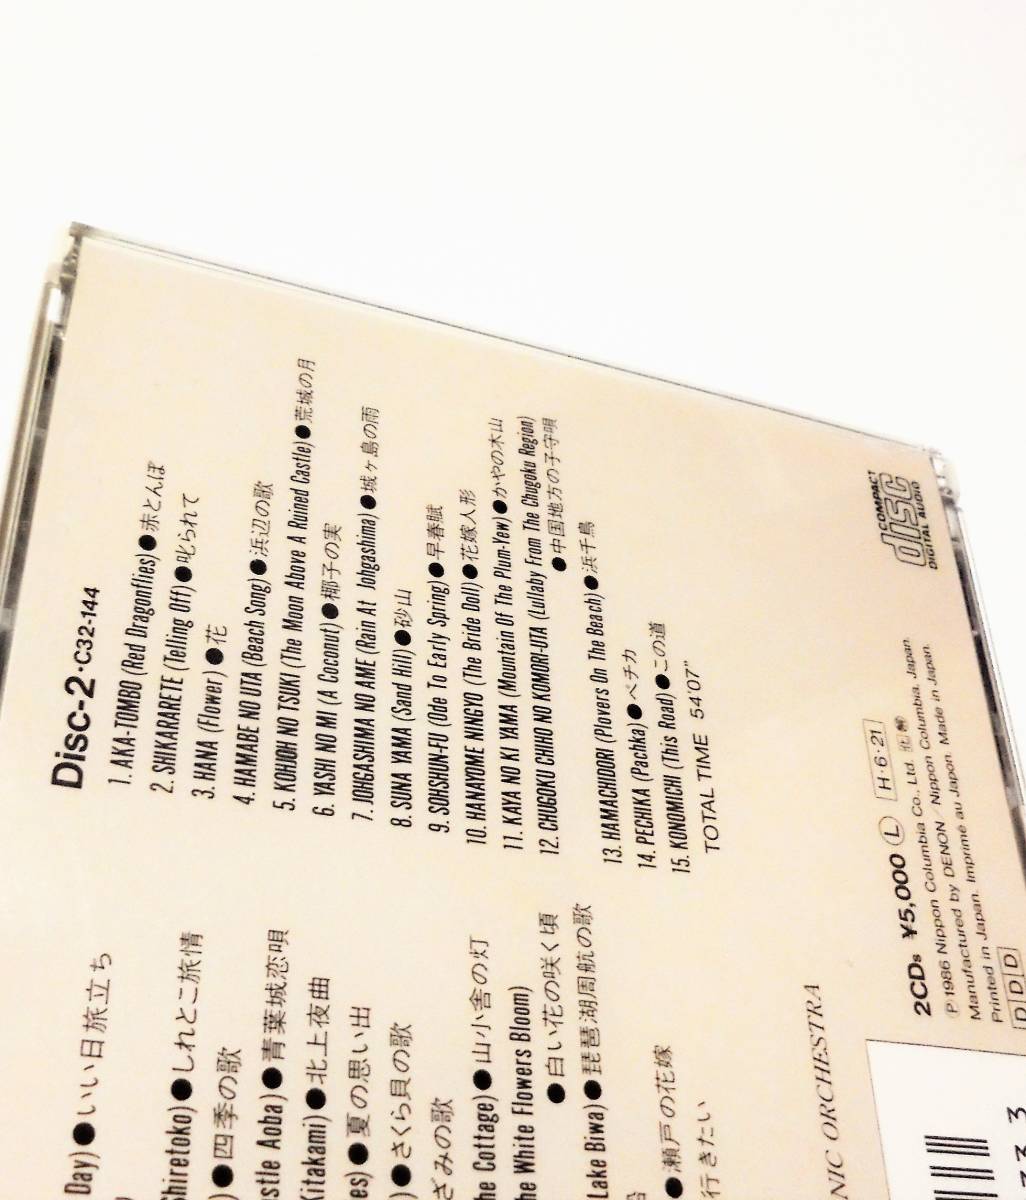 Disc-2・C32-144
1. AKA-TOMBO (Red Dragonflies)●赤とんぼ
2. SHIKARARETE (Telling Off)●叱られて
3. HANA (Flower)●花
4. HAMABE NO UTA (Beach Song)●浜辺の歌
5. KOHJOH NO TSUKI (The Moon Above A Ruined Castle)●荒城の月
6. YASHI NO MI (A Coconut)●椰子の実
7. JOHGASHIMA NO AME (Rain At Johgashima)●城ヶ島の雨
8. SUNA YAMA (Sand Hill)●砂山
9. SOHSHUN-FU (Ode To Early Spring)●早春賦
10. HANAYOME NINGYO (The Bride Doll)●花嫁人形
11. KAYA NO KI YAMA (Mountain Of The Plum-Yew)●かやの木山
12. CHUGOKU CHIHO NO KOMORI-UTA (Lullaby From The Chugoku Region)
●中国地方の子守唄
13. HAMACHIDORI (Plovers On The Beach)●浜千鳥
14. PECHKA (Pachka)●ペチカ
15. KONOMICHI (This Road)●この道
TOTAL TIME 54'07"
Day)●いい日旅立ち
Shiretoko)●しれとこ旅情
)●四季の歌
stle Aoba)●青葉城恋唄
Kitakami)●北上夜曲
es)●夏の思い出
)●さくら貝の歌
ざみの歌
he Cottage)●山小舎の灯
he White Flowers Bloom)
●白い花の咲く頃
Lake Biwa)●琵琶湖周航の歌
●瀬戸の花嫁
行きたい
NIC ORCHESTRA
COMPACT
disc
DIGITAL AUDIO
2CDs ¥5,000 Ⓛ H・6・21
Ⓟ1986 Nippon Columbia Co., Ltd.
Manufactured by DENON/Nippon Columbia, Japan.
Printed in Japan. Imprimé au Japon. Made in Japan.
DDD
33 3